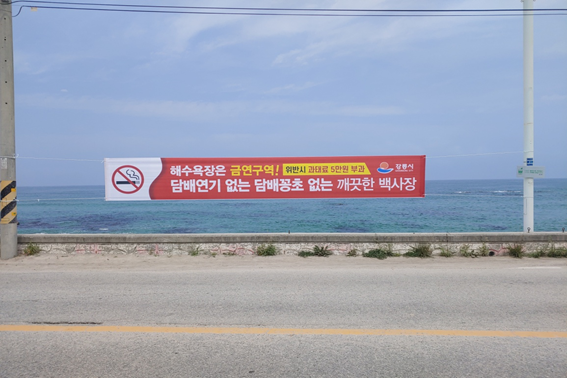 해수욕장은 금연구역! 위반시 과태료 5만원 부과 강릉시
담배연기 없는 담배꽁초 없는 깨끗한 백사장